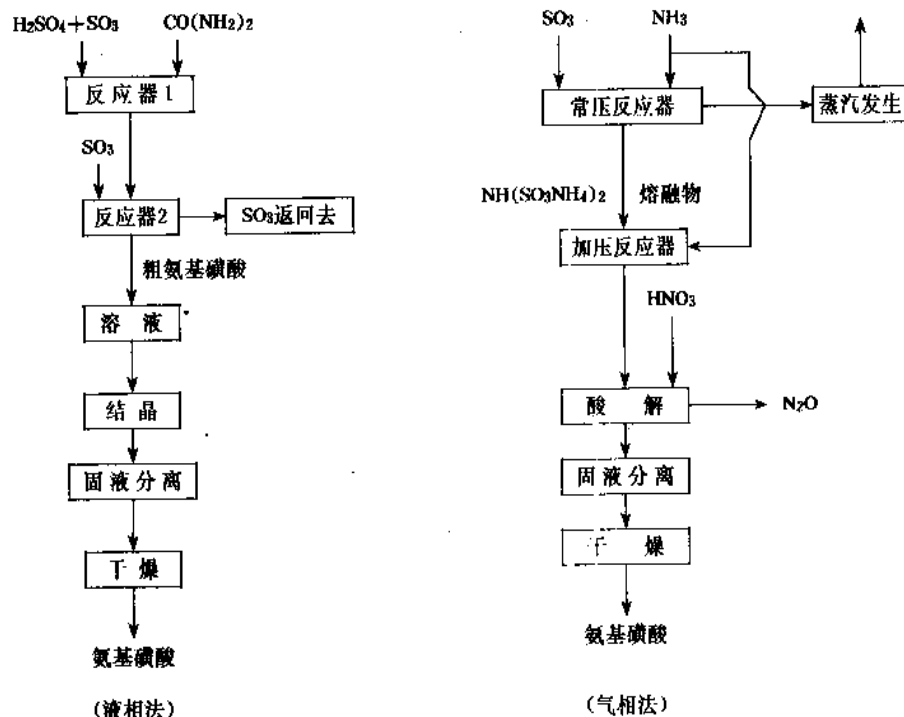 H₂SO₄+SO₃ CO(NH₂)₂
反应器1
SO₃
反应器2
SO₃返回去
粗氨基磺酸
溶 液
结 晶
固液分离
干 燥
氨基磺酸
(液相法)
SO₃ NH₃
常压反应器
蒸汽发生
NH(SO₃NH₄)₂ 熔融物
加压反应器
HNO₃
酸 解
N₂O
固液分离
干 燥
氨基磺酸
(气相法)